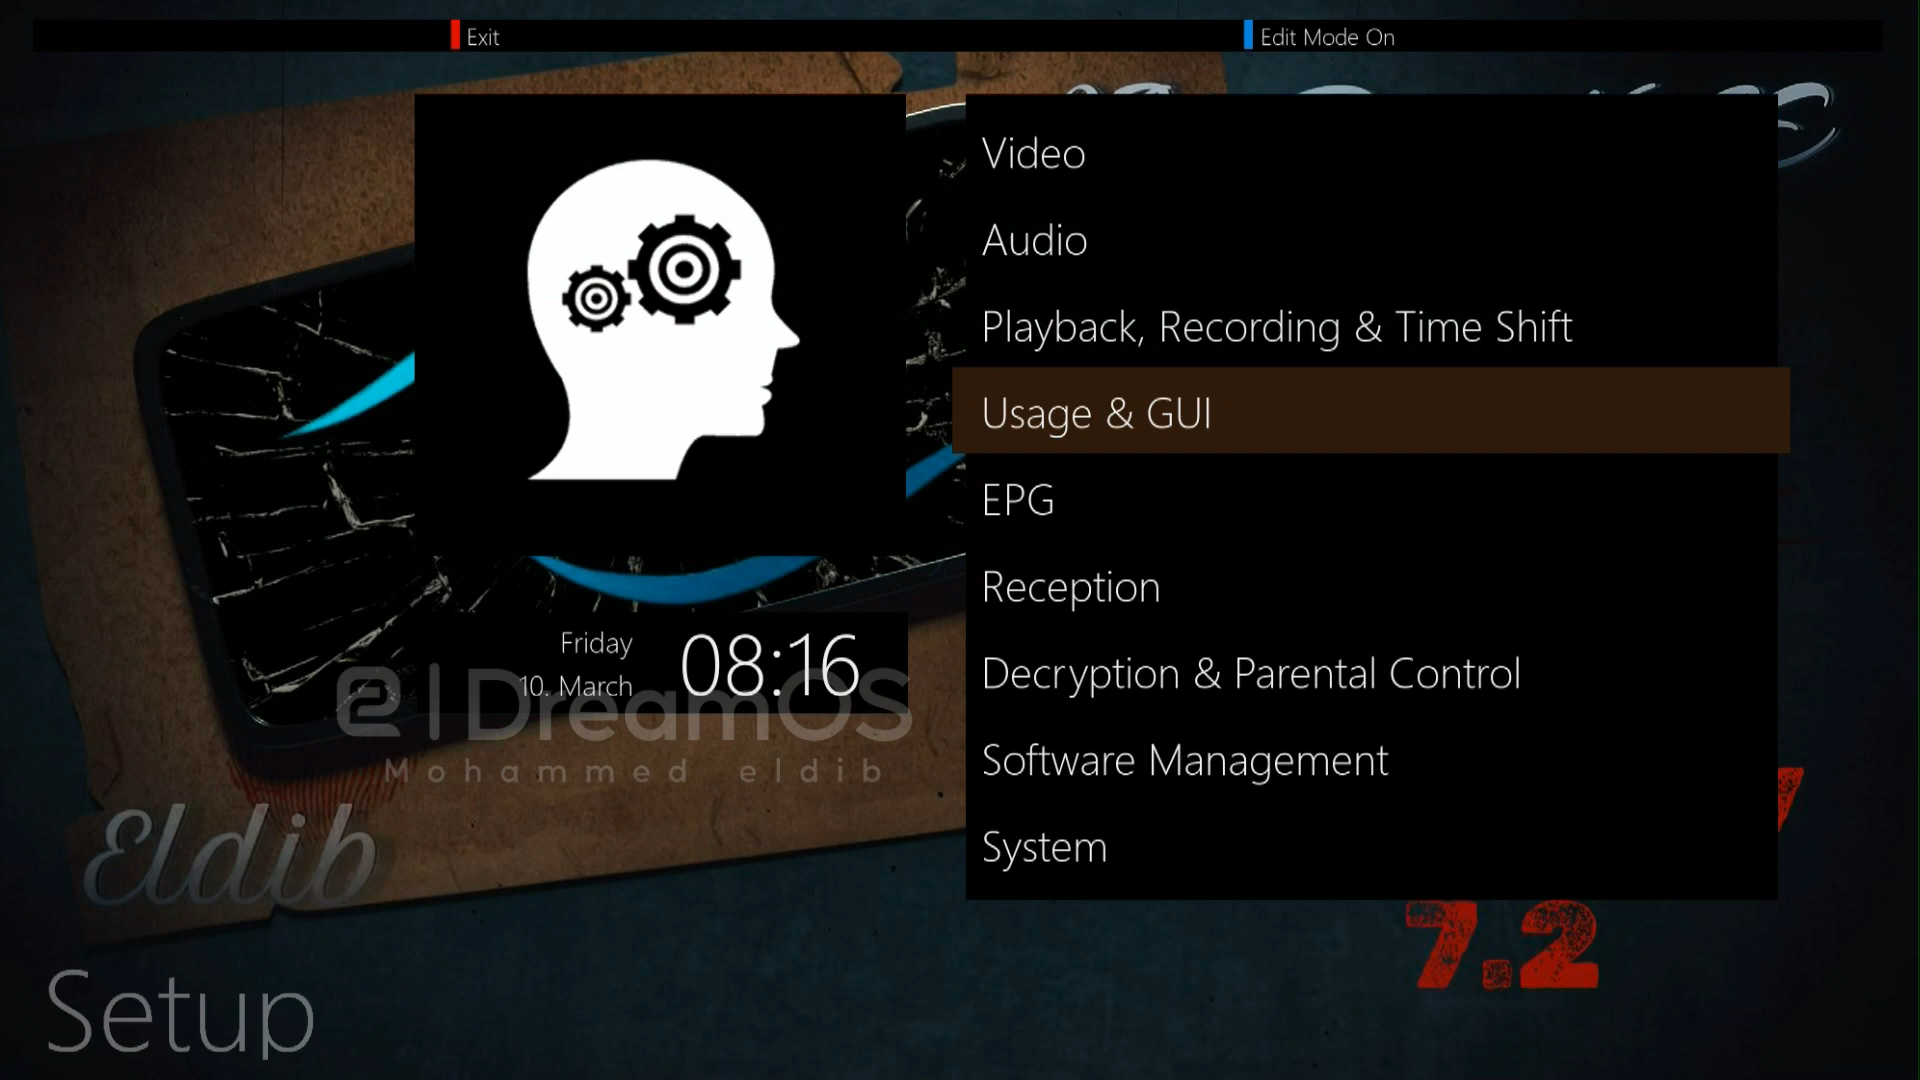 Exit
Edit Mode On
Video
Audio
Playback, Recording & Time Shift
Usage & GUI
EPG
Reception
Decryption & Parental Control
Software Management
System
Friday
10. March
08:16
e| DreamOS
Mohammed eldib
Eldib
7.2
Setup